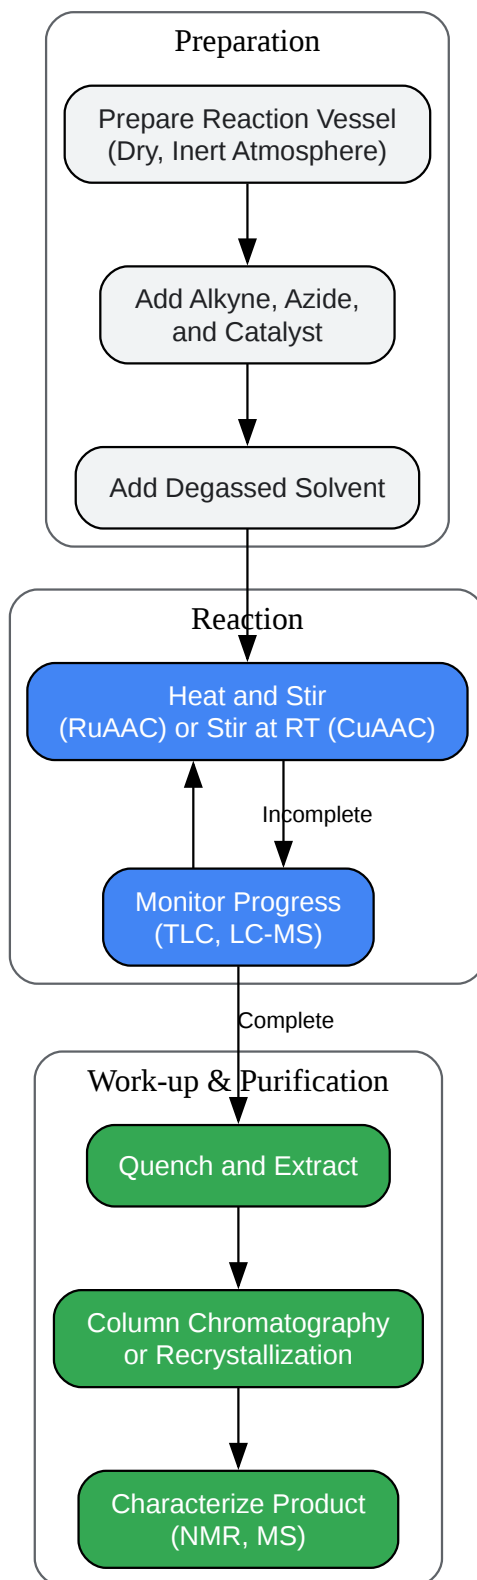 Preparation
Prepare Reaction Vessel
(Dry, Inert Atmosphere)
Add Alkyne, Azide,
and Catalyst
Add Degassed Solvent
Reaction
Heat and Stir
(RuAAC) or Stir at RT (CuAAC)
Incomplete
Monitor Progress
(TLC, LC-MS)
Complete
Work-up & Purification
Quench and Extract
Column Chromatography
or Recrystallization
Characterize Product
(NMR, MS)